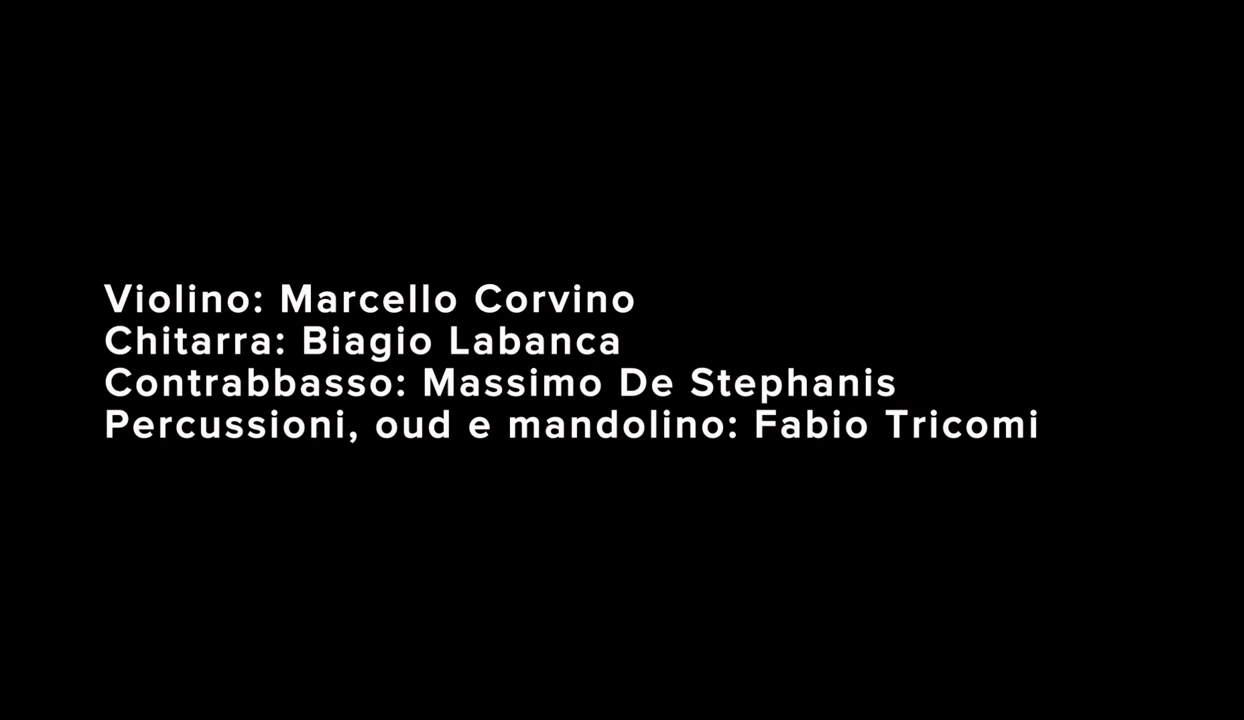 Violino: Marcello Corvino
Chitarra: Biagio Labanca
Contrabbasso: Massimo De Stephanis
Percussioni, oud e mandolino: Fabio Tricomi